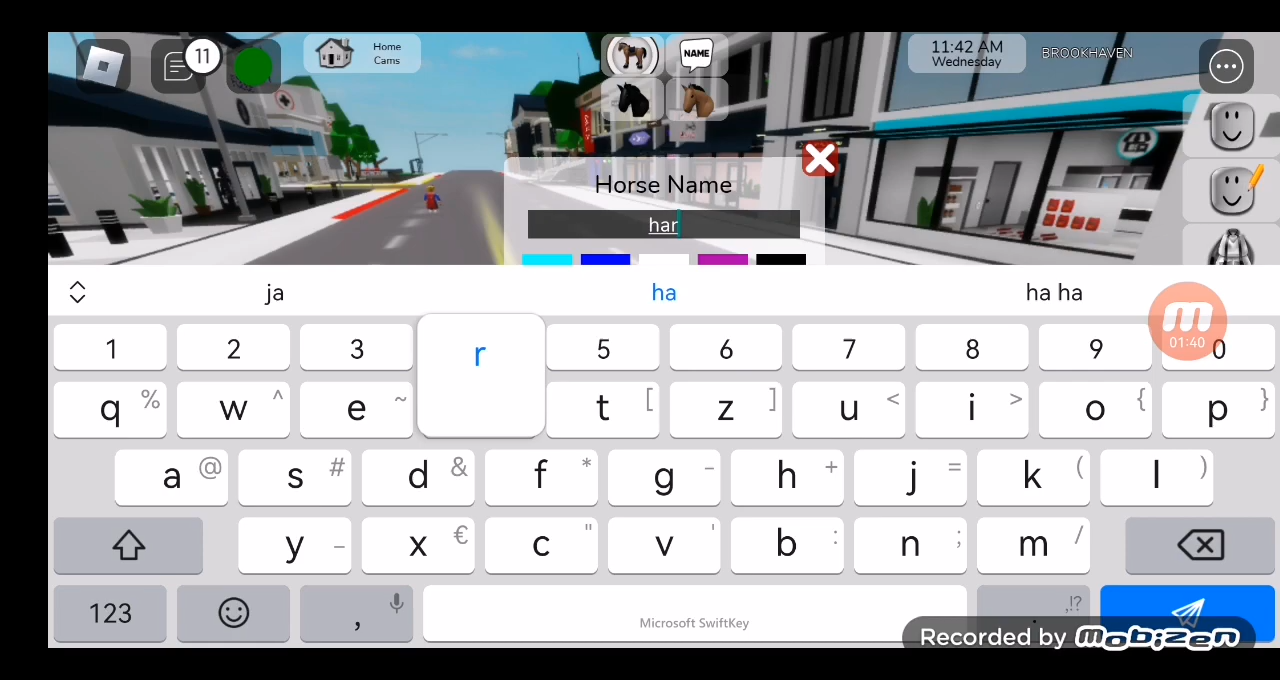 11
Home
Cams
NAME
11:42 AM
Wednesday
BROOKHAVEN
Horse Name
har
ja ha ha ha
01:40
1 2 3 r 5 6 7 8 9 0
q % w ^ e ~ t [ z ] u < i > o { p }
a @ s # d & f * g - h + j = k ( l )
y _ x € c " v ' b : n ; m /
123 , Microsoft SwiftKey ,!? .
Recorded by mobizen